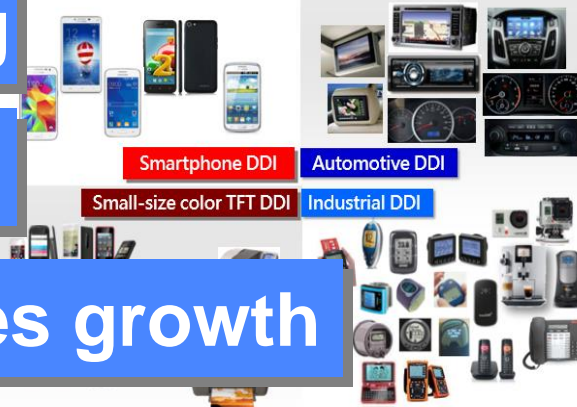 Smartphone DDI
Automotive DDI
Small-size color TFT DDI
Industrial DDI
es growth